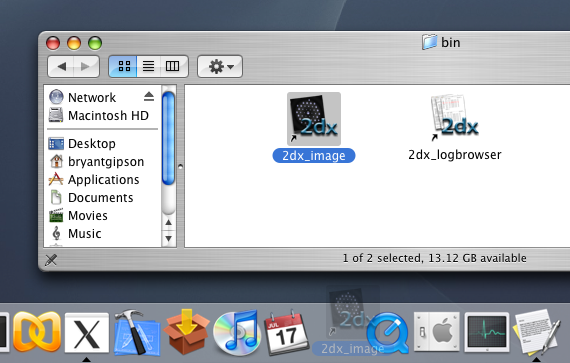 bin
Network
Macintosh HD
Desktop
bryantgipson
Applications
Documents
Movies
Music
2dx
2dx_image
2dx
2dx_logbrowser
1 of 2 selected, 13.12 GB available
X
JUL
17
2dx
2dx_image